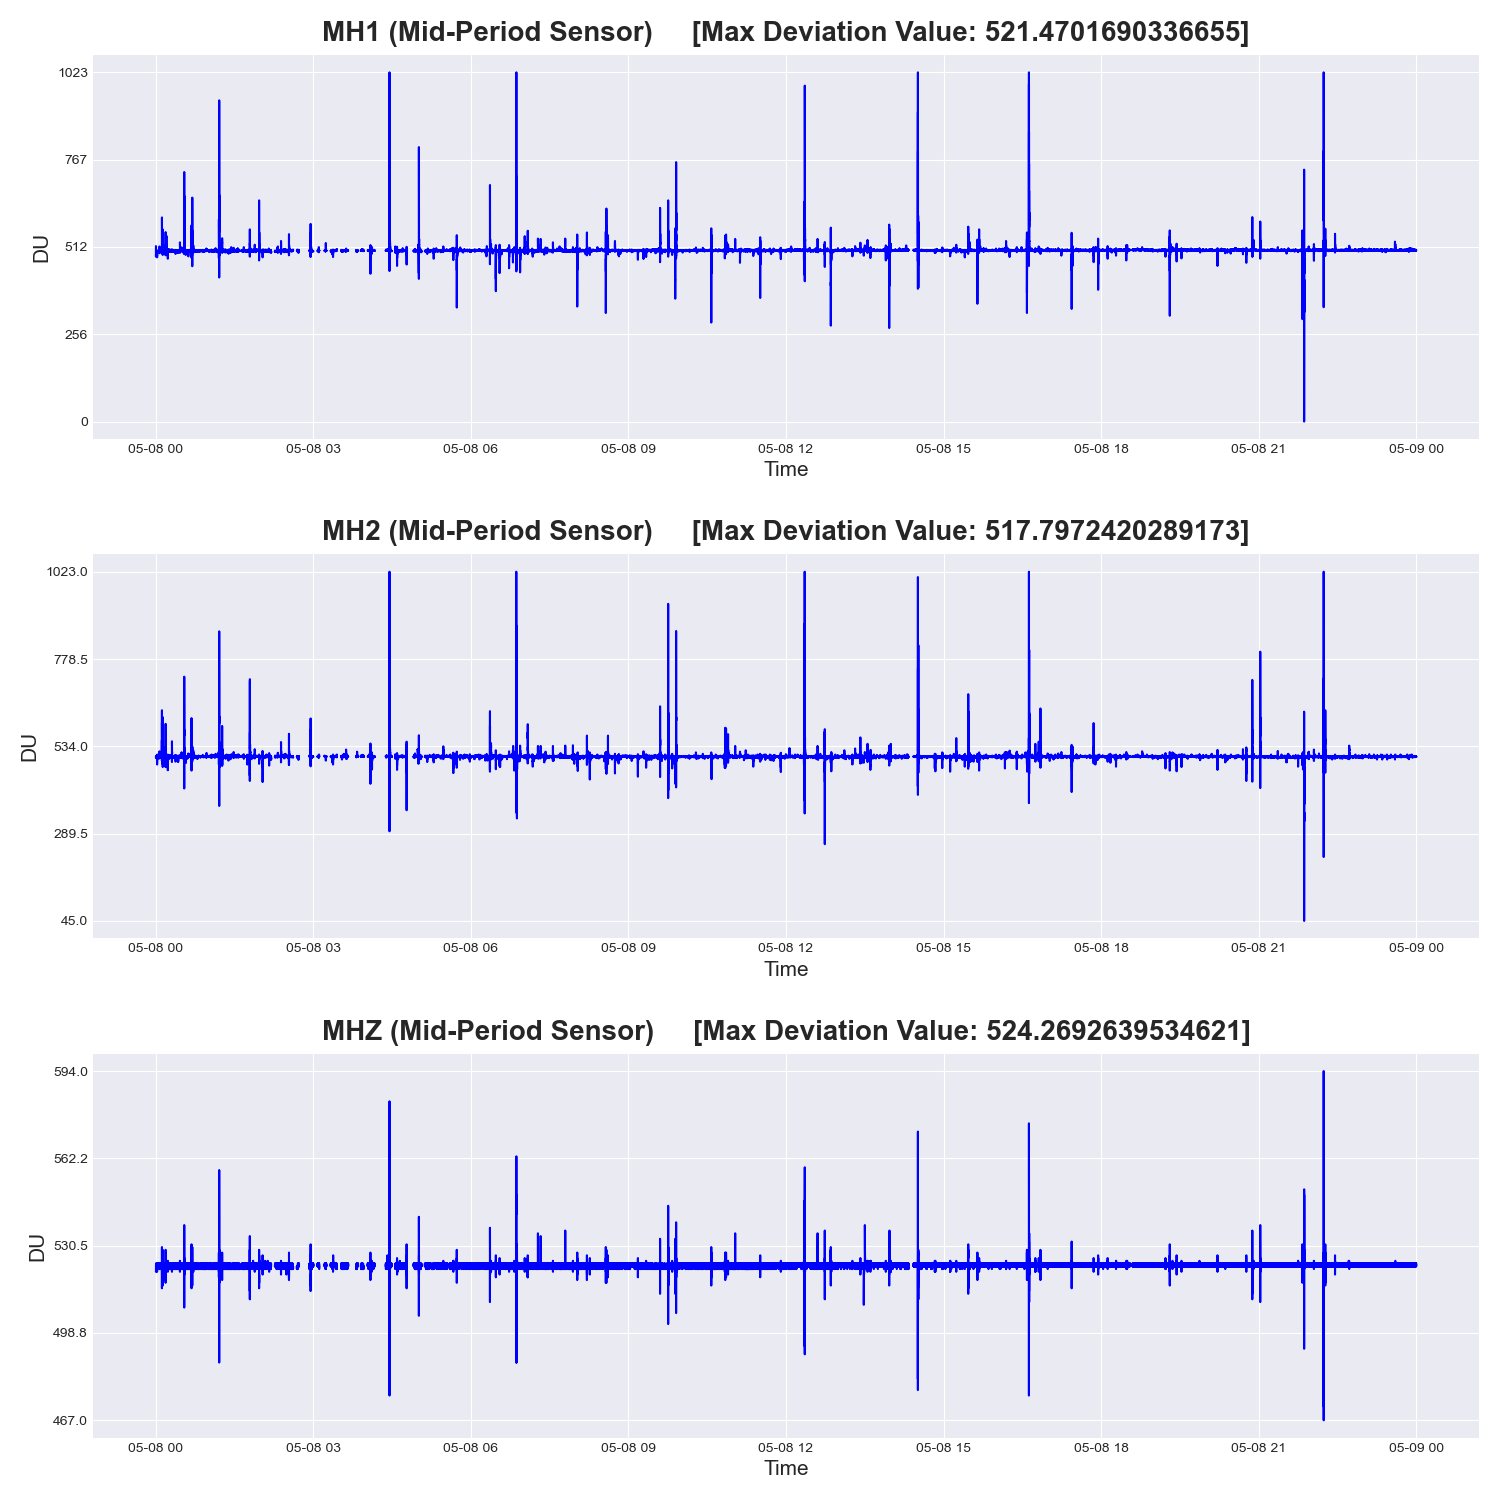 MH1 (Mid-Period Sensor) [Max Deviation Value: 521.4701690336655]
1023
767
512
256
0
DU
05-08 00 05-08 03 05-08 06 05-08 09 05-08 12 05-08 15 05-08 18 05-08 21 05-09 00
Time
MH2 (Mid-Period Sensor) [Max Deviation Value: 517.7972420289173]
1023.0
778.5
534.0
289.5
45.0
DU
05-08 00 05-08 03 05-08 06 05-08 09 05-08 12 05-08 15 05-08 18 05-08 21 05-09 00
Time
MHZ (Mid-Period Sensor) [Max Deviation Value: 524.2692639534621]
594.0
562.2
530.5
498.8
467.0
DU
05-08 00 05-08 03 05-08 06 05-08 09 05-08 12 05-08 15 05-08 18 05-08 21 05-09 00
Time